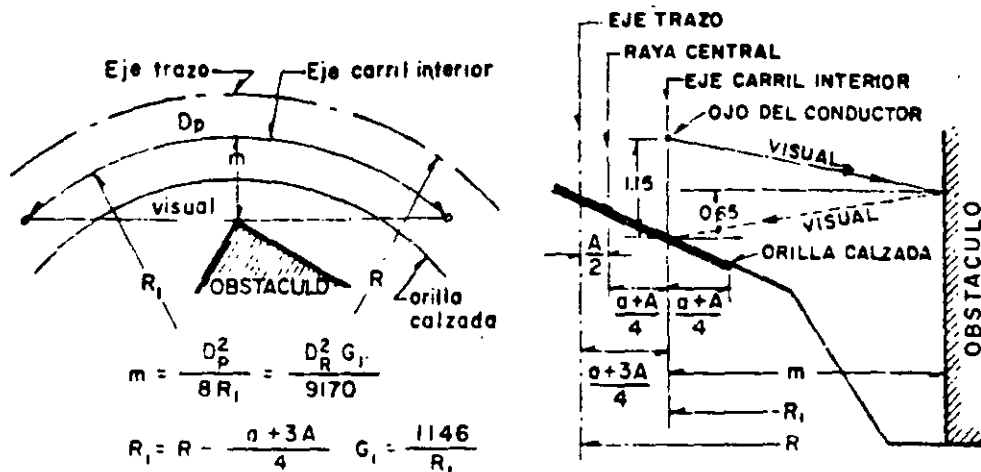 Eje trazo
Eje carril interior
Dp
m
visual
R₁
OBSTACULO
R
orilla
calzada
m = D_P²/8R₁ = D_R² G₁/9170
R₁ = R - a+3A/4 G₁ = 1146/R₁
EJE TRAZO
RAYA CENTRAL
EJE CARRIL INTERIOR
OJO DEL CONDUCTOR
VISUAL
1.15
0.65
VISUAL
A/2
ORILLA CALZADA
a+A/4 a+A/4
a+3A/4
m
R₁
R
OBSTACULO